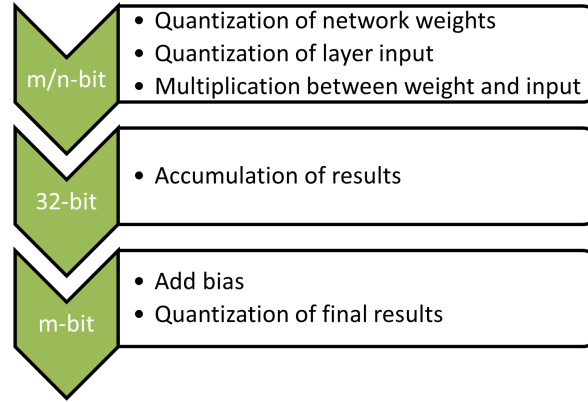 m/n-bit
• Quantization of network weights
• Quantization of layer input
• Multiplication between weight and input
32-bit
• Accumulation of results
m-bit
• Add bias
• Quantization of final results